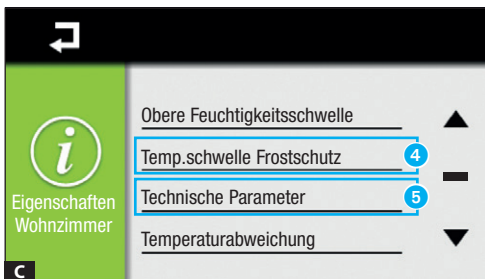 i
Eigenschaften
Wohnzimmer
Obere Feuchtigkeitsschwelle
Temp.schwelle Frostschutz 4
Technische Parameter 5
Temperaturabweichung
C